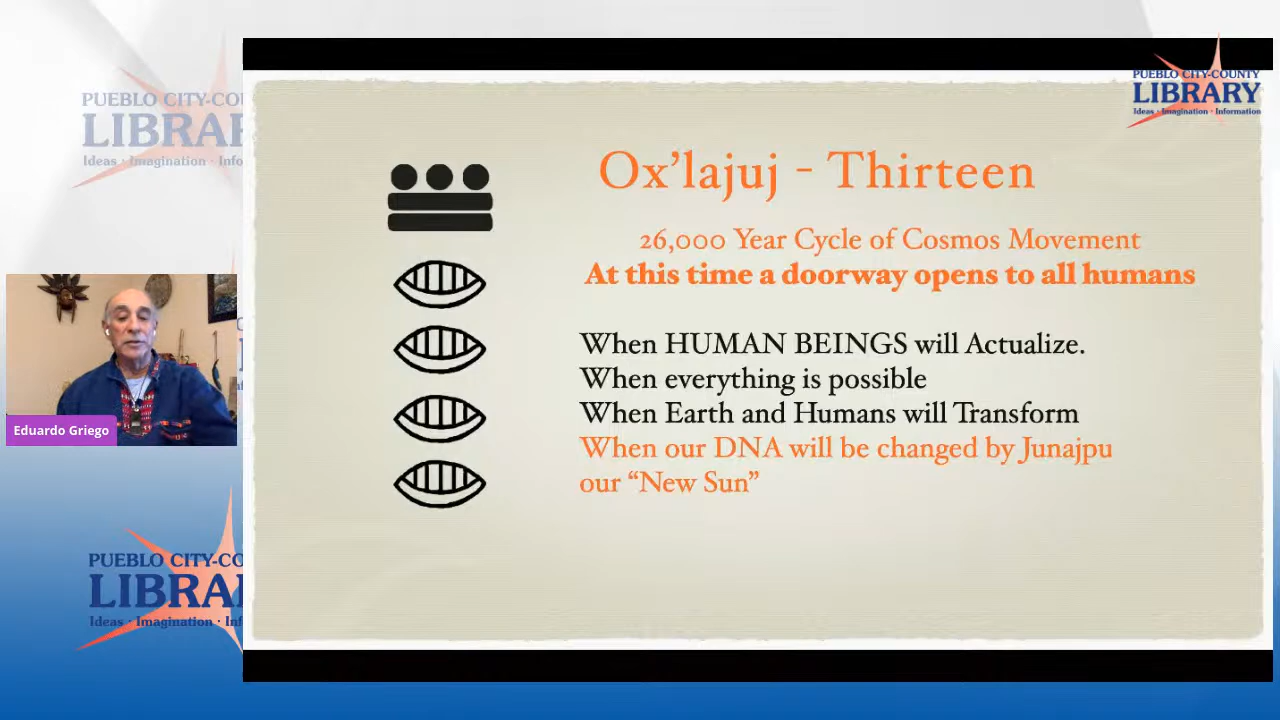 PUEBLO CITY-COUNTY
LIBRARY
Ideas · Imagination · Information
Ox’lajuj - Thirteen
26,000 Year Cycle of Cosmos Movement
At this time a doorway opens to all humans
When HUMAN BEINGS will Actualize.
When everything is possible
When Earth and Humans will Transform
When our DNA will be changed by Junajpu
our “New Sun”
Eduardo Griego
PUEBLO CITY-COU
LIBRAR
Ideas · Imagination · Info
PUEBLO CITY-CO
LIBRA
Ideas · Imagination · Inf